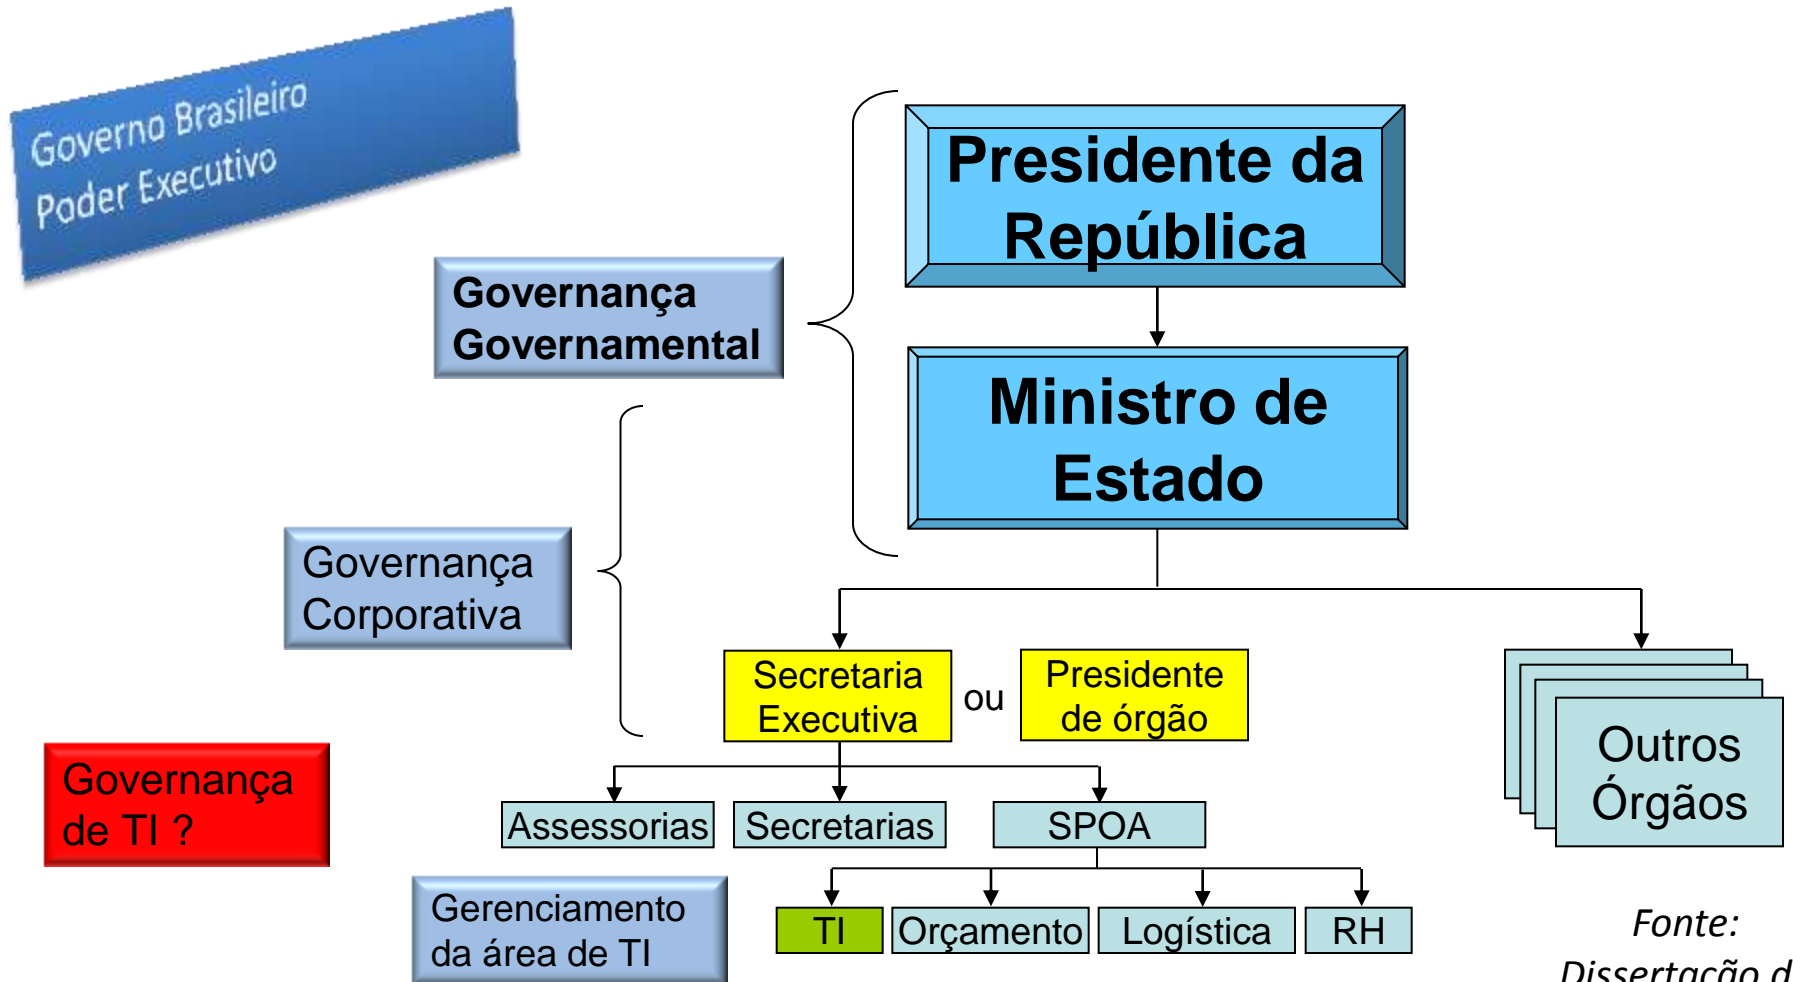 Governo Brasileiro
Poder Executivo
Presidente da
República
Governança
Governamental
Ministro de
Estado
Governança
Corporativa
Secretaria
Executiva
ou
Presidente
de órgão
Outros
Órgãos
Governança
de TI ?
Assessorias
Secretarias
SPOA
Gerenciamento
da área de TI
TI
Orçamento
Logística
RH
Fonte:
Dissertação d